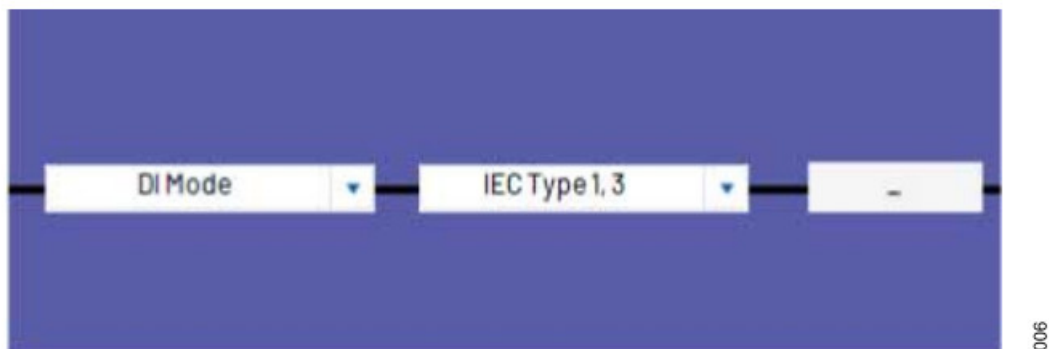 DI Mode IEC Type 1, 3 –
006